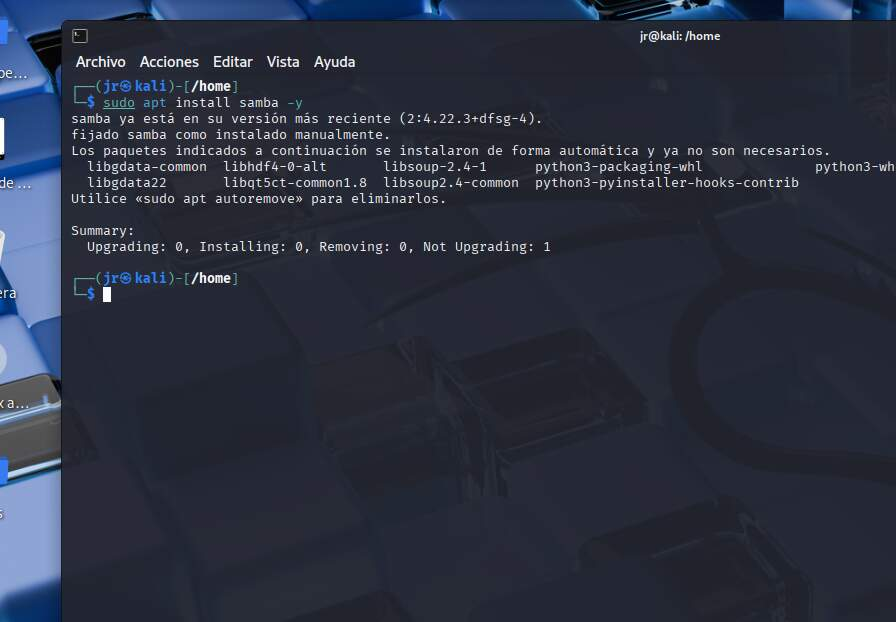 jr@kali: /home
Archivo Acciones Editar Vista Ayuda
┌──(jr㉿kali)-[/home]
└─$ sudo apt install samba -y
samba ya está en su versión más reciente (2:4.22.3+dfsg-4).
fijado samba como instalado manualmente.
Los paquetes indicados a continuación se instalaron de forma automática y ya no son necesarios.
libgdata-common libhdf4-0-alt libsoup-2.4-1 python3-packaging-whl python3-wh
libgdata22 libqt5ct-common1.8 libsoup2.4-common python3-pyinstaller-hooks-contrib
Utilice «sudo apt autoremove» para eliminarlos.
Summary:
Upgrading: 0, Installing: 0, Removing: 0, Not Upgrading: 1
┌──(jr㉿kali)-[/home]
└─$